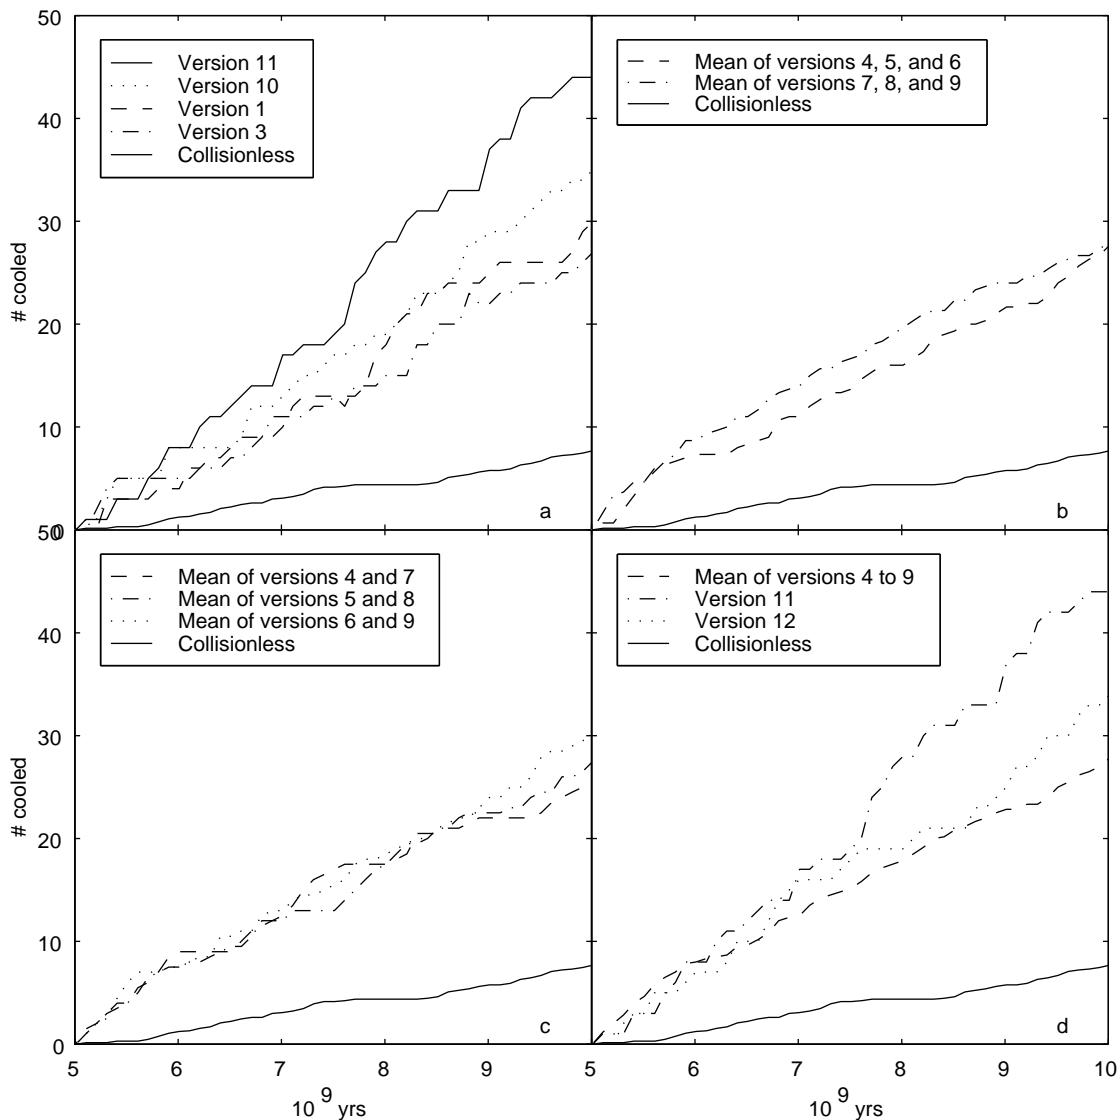 50
40
30
20
10
0
# cooled
Version 11
Version 10
Version 1
Version 3
Collisionless
a
Mean of versions 4, 5, and 6
Mean of versions 7, 8, and 9
Collisionless
b
50
40
30
20
10
0
# cooled
Mean of versions 4 and 7
Mean of versions 5 and 8
Mean of versions 6 and 9
Collisionless
c
5 6 7 8 9
10 9 yrs
Mean of versions 4 to 9
Version 11
Version 12
Collisionless
d
5 6 7 8 9 10
10 9 yrs